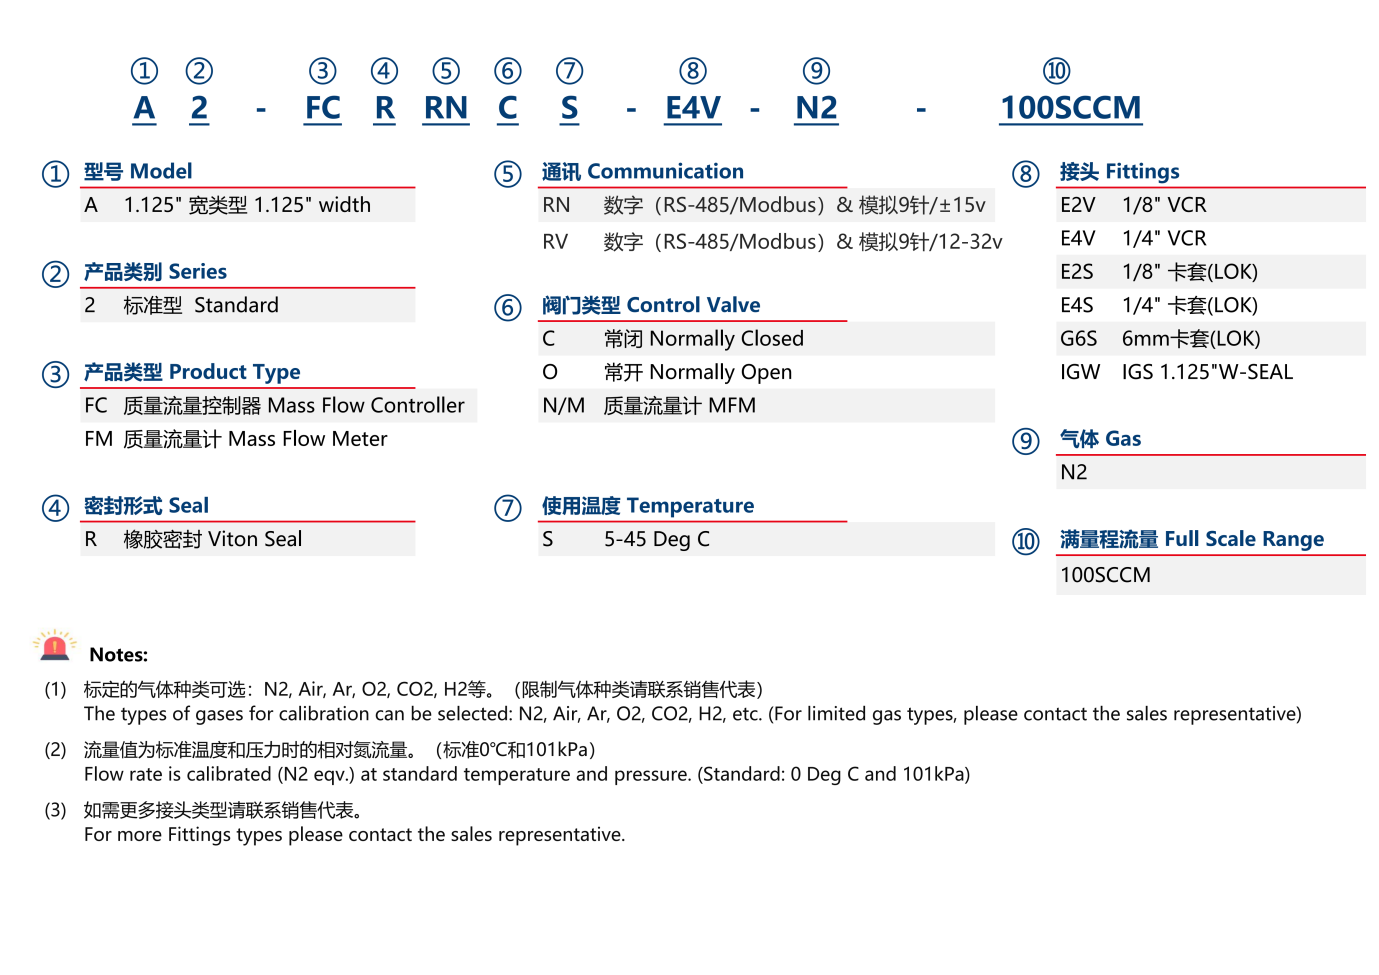 ① ② ③ ④ ⑤ ⑥ ⑦ ⑧ ⑨ ⑩
A 2 - FC R RN C S - E4V - N2 - 100SCCM
① 型号 Model
A 1.125" 宽类型 1.125" width
② 产品类别 Series
2 标准型 Standard
③ 产品类型 Product Type
FC 质量流量控制器 Mass Flow Controller
FM 质量流量计 Mass Flow Meter
④ 密封形式 Seal
R 橡胶密封 Viton Seal
⑤ 通讯 Communication
RN 数字（RS-485/Modbus）& 模拟9针/±15v
RV 数字（RS-485/Modbus）& 模拟9针/12-32v
⑥ 阀门类型 Control Valve
C 常闭 Normally Closed
O 常开 Normally Open
N/M 质量流量计 MFM
⑦ 使用温度 Temperature
S 5-45 Deg C
⑧ 接头 Fittings
E2V 1/8" VCR
E4V 1/4" VCR
E2S 1/8" 卡套(LOK)
E4S 1/4" 卡套(LOK)
G6S 6mm卡套(LOK)
IGW IGS 1.125"W-SEAL
⑨ 气体 Gas
N2
⑩ 满量程流量 Full Scale Range
100SCCM
Notes:
(1) 标定的气体种类可选：N2, Air, Ar, O2, CO2, H2等。（限制气体种类请联系销售代表）
The types of gases for calibration can be selected: N2, Air, Ar, O2, CO2, H2, etc. (For limited gas types, please contact the sales representative)
(2) 流量值为标准温度和压力时的相对氮流量。（标准0℃和101kPa）
Flow rate is calibrated (N2 eqv.) at standard temperature and pressure. (Standard: 0 Deg C and 101kPa)
(3) 如需更多接头类型请联系销售代表。
For more Fittings types please contact the sales representative.